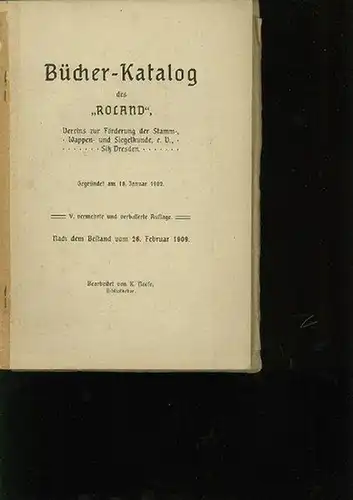 Bücher-Katalog
des
„ROLAND“,
Vereins zur Förderung der Stamm-,
· Wappen- und Siegelkunde, e. V., ·
· · · · · · · Sitz Dresden. · · · · · · ·
Gegründet am 18. Januar 1902.
V. vermehrte und verbesserte Auflage.
Nach dem Bestand vom 26. Februar 1909.
Bearbeitet von K.
Bibliothekar.